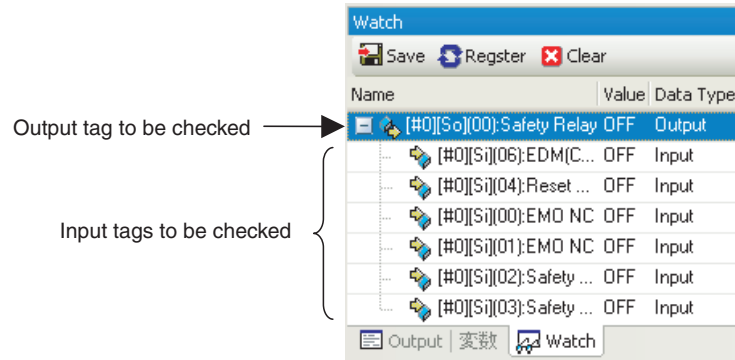 Watch
Save Regster Clear
Name Value Data Type
Output tag to be checked
[#0][So](00):Safety Relay OFF Output
Input tags to be checked
[#0][Si](06):EDM(C... OFF Input
[#0][Si](04):Reset ... OFF Input
[#0][Si](00):EMO NC OFF Input
[#0][Si](01):EMO NC OFF Input
[#0][Si](02):Safety ... OFF Input
[#0][Si](03):Safety ... OFF Input
Output 変数 Watch